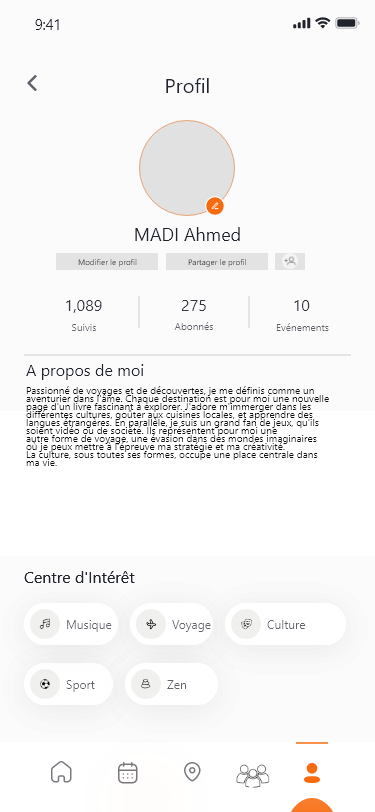 9:41
Profil
MADI Ahmed
Modifier le profil
Partager le profil
1,089
275
10
Suivis
Abonnés
Evénements
A propos de moi
Passionné de voyages et de découvertes, je me définis comme un
aventurier dans l'âme. Chaque destination est pour moi une nouvelle
page d'un livre fascinant à explorer. J'adore m'immerger dans les
différentes cultures, goûter aux cuisines locales, et apprendre des
langues étrangères. En parallèle, je suis un grand fan de jeux, qu'ils
soient vidéo ou de société. Ils représentent pour moi une
autre forme de voyage, une évasion dans des mondes imaginaires
où je peux mettre à l'épreuve ma stratégie et ma créativité.
La culture, sous toutes ses formes, occupe une place centrale dans
ma vie.
Centre d'Intérêt
Musique
Voyage
Culture
Sport
Zen